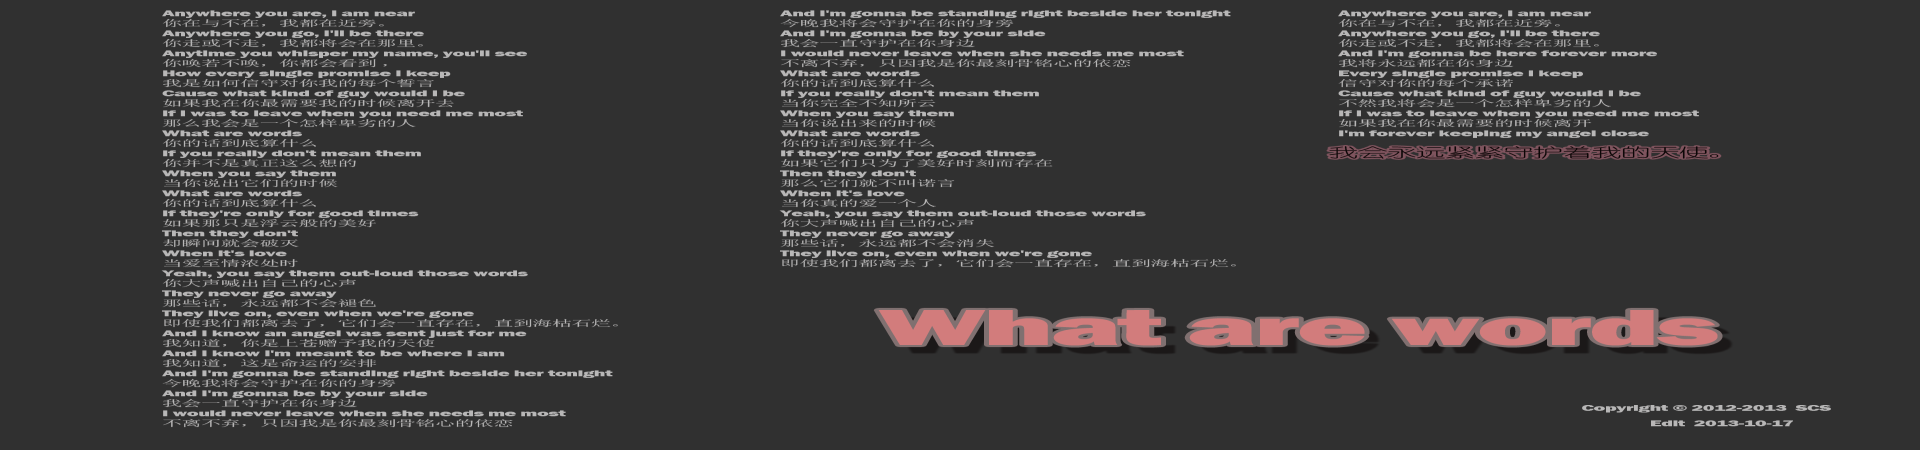 Anywhere you are, I am near
你在与不在，我都在近旁。
Anywhere you go, I'll be there
你走或不走，我都将会在那里。
Anytime you whisper my name, you'll see
你唤若不唤，你都会看到，
How every single promise I keep
我是如何信守对你我的每个誓言
Cause what kind of guy would I be
如果我在你最需要我的时候离开去
If I was to leave when you need me most
那么我会是一个怎样卑劣的人
What are words
你的话到底算什么
If you really don't mean them
你并不是真正这么想的
When you say them
当你说出它们的时候
What are words
你的话到底算什么
If they're only for good times
如果那只是浮云般的美好
Then they don't
却瞬间就会破灭
When it's love
当爱至情浓处时
Yeah, you say them out-loud those words
你大声喊出自己的心声
They never go away
那些话，永远都不会褪色
They live on, even when we're gone
即使我们都离去了，它们会一直存在，直到海枯石烂。
And I know an angel was sent just for me
我知道，你是上苍赠予我的天使
And I know I'm meant to be where I am
我知道，这是命运的安排
And I'm gonna be standing right beside her tonight
今晚我将会守护在你的身旁
And I'm gonna be by your side
我会一直守护在你身边
I would never leave when she needs me most
不离不弃，只因我是你最刻骨铭心的依恋
And I'm gonna be standing right beside her tonight
今晚我将会守护在你的身旁
And I'm gonna be by your side
我会一直守护在你身边
I would never leave when she needs me most
不离不弃，只因我是你最刻骨铭心的依恋
What are words
你的话到底算什么
If you really don't mean them
当你完全不知所云
When you say them
当你说出来的时候
What are words
你的话到底算什么
If they're only for good times
如果它们只为了美好时刻而存在
Then they don't
那么它们就不叫诺言
When it's love
当你真的爱一个人
Yeah, you say them out-loud those words
你大声喊出自己的心声
They never go away
那些话，永远都不会消失
They live on, even when we're gone
即使我们都离去了，它们会一直存在，直到海枯石烂。
Anywhere you are, I am near
你在与不在，我都在近旁。
Anywhere you go, I'll be there
你走或不走，我都将会在那里。
And I'm gonna be here forever more
我将永远都在你身边
Every single promise I keep
信守对你的每个承诺
Cause what kind of guy would I be
不然我将会是一个怎样卑劣的人
If I was to leave when you need me most
如果我在你最需要的时候离开
I'm forever keeping my angel close
我会永远紧紧守护着我的天使。
What are words
Copyright © 2012-2013 SCS
Edit 2013-10-17